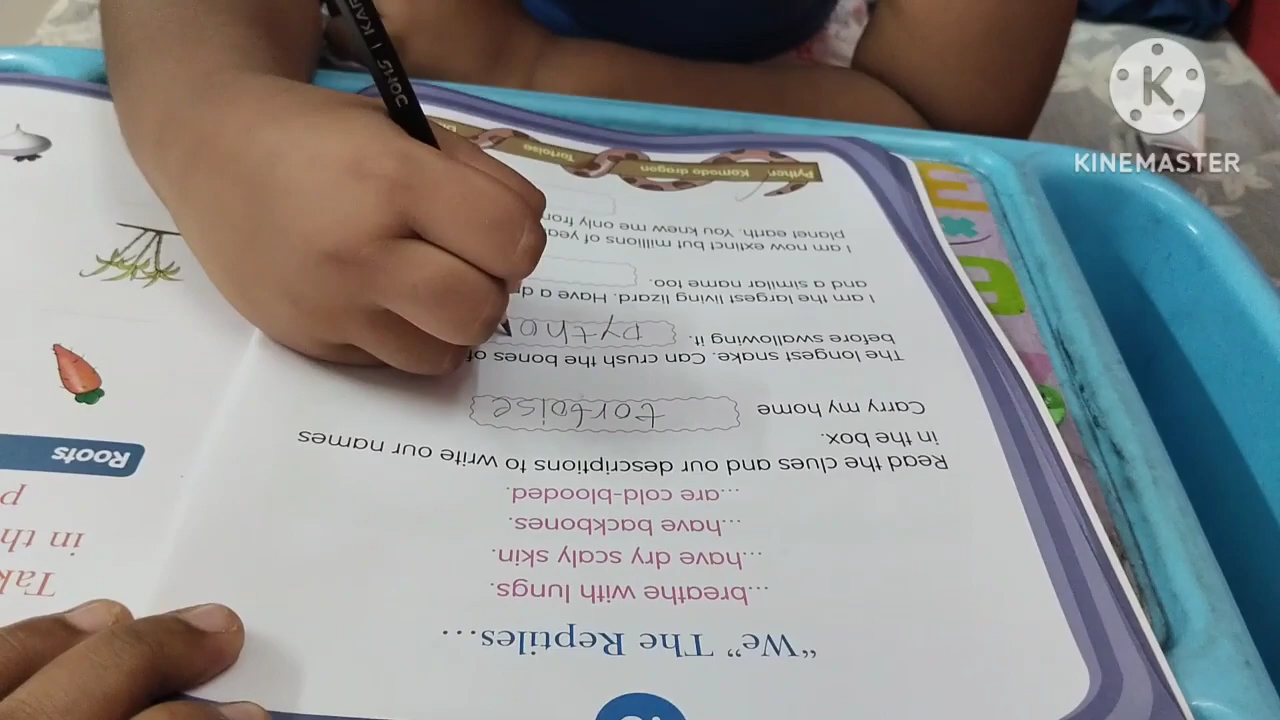 "We" The Reptiles...
...breathe with lungs.
...have dry scaly skin.
...have backbones.
...are cold-blooded.
Read the clues and our descriptions to write our names
in the box.
Carry my home tortoise
The longest snake. Can crush the bones of
before swallowing it. pytho
I am the largest living lizard. Have a
and a similar name too.
I am now extinct but millions of
planet earth. You knew me only
Python Komodo dragon Tortoise
Roots
in
DOMS
K
KINEMASTER